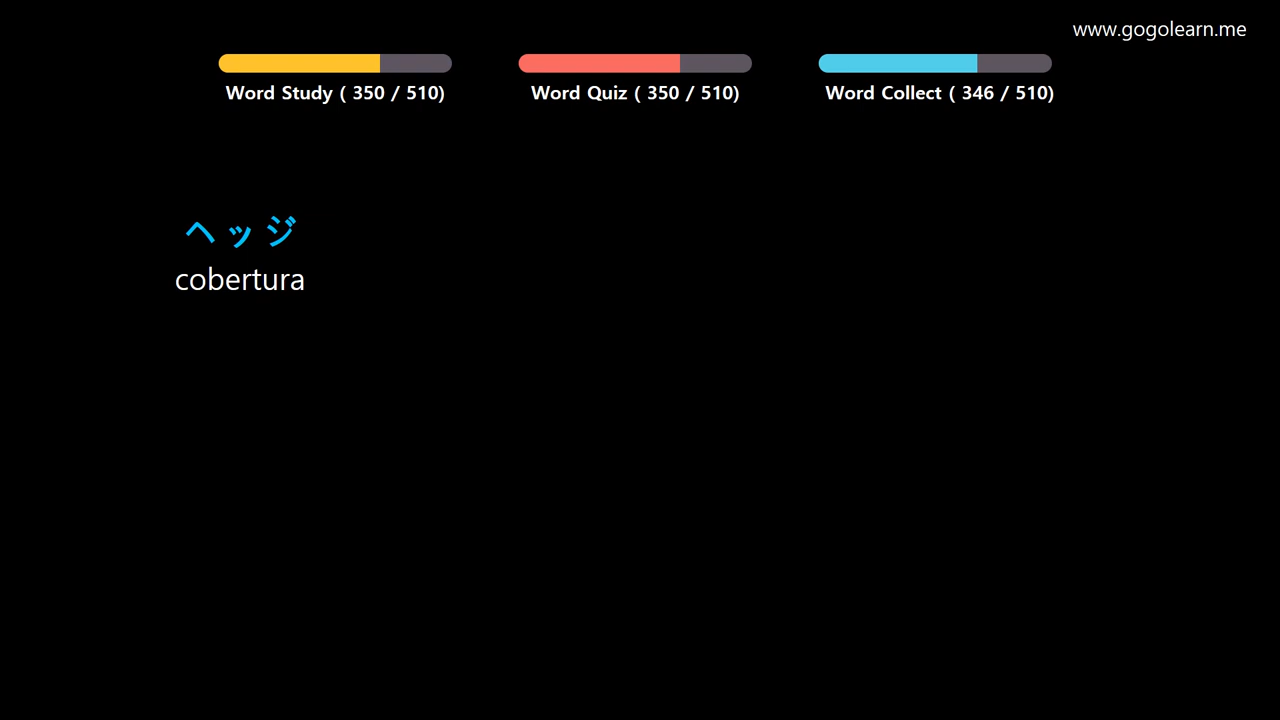 www.gogolearn.me
Word Study ( 350 / 510)
Word Quiz ( 350 / 510)
Word Collect ( 346 / 510)
ヘッジ
cobertura